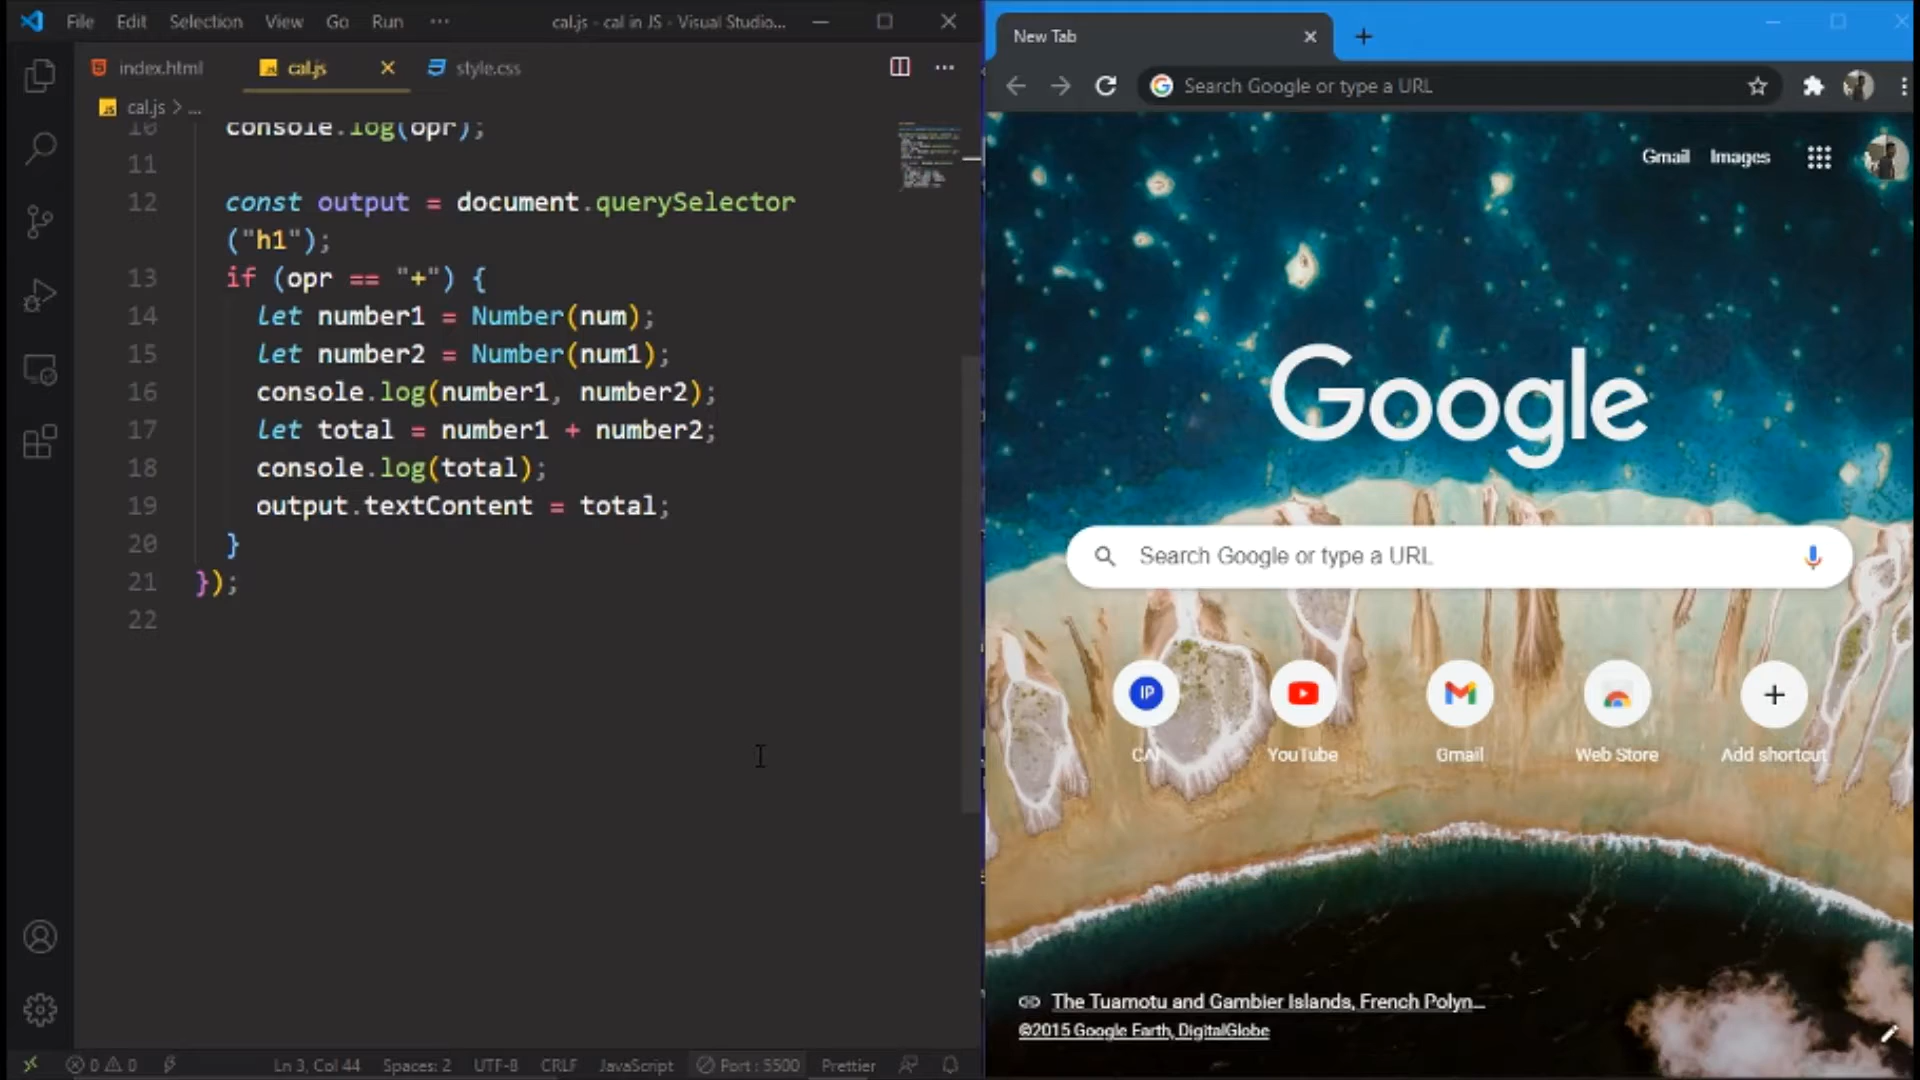 File Edit Selection View Go Run ··· cal.js - cal in JS - Visual Studio...
index.html cal.js style.css
cal.js > ...
10 console.log(opr);
11
12 const output = document.querySelector
("h1");
13 if (opr == "+") {
14 let number1 = Number(num);
15 let number2 = Number(num1);
16 console.log(number1, number2);
17 let total = number1 + number2;
18 console.log(total);
19 output.textContent = total;
20 }
21 });
22
0 0 Ln 3, Col 44 Spaces: 2 UTF-8 CRLF JavaScript Port : 5500 Prettier
New Tab
Search Google or type a URL
Gmail Images
Google
Search Google or type a URL
IP
YouTube Gmail Web Store Add shortcut
The Tuamotu and Gambier Islands, French Polyn...
©2015 Google Earth, DigitalGlobe